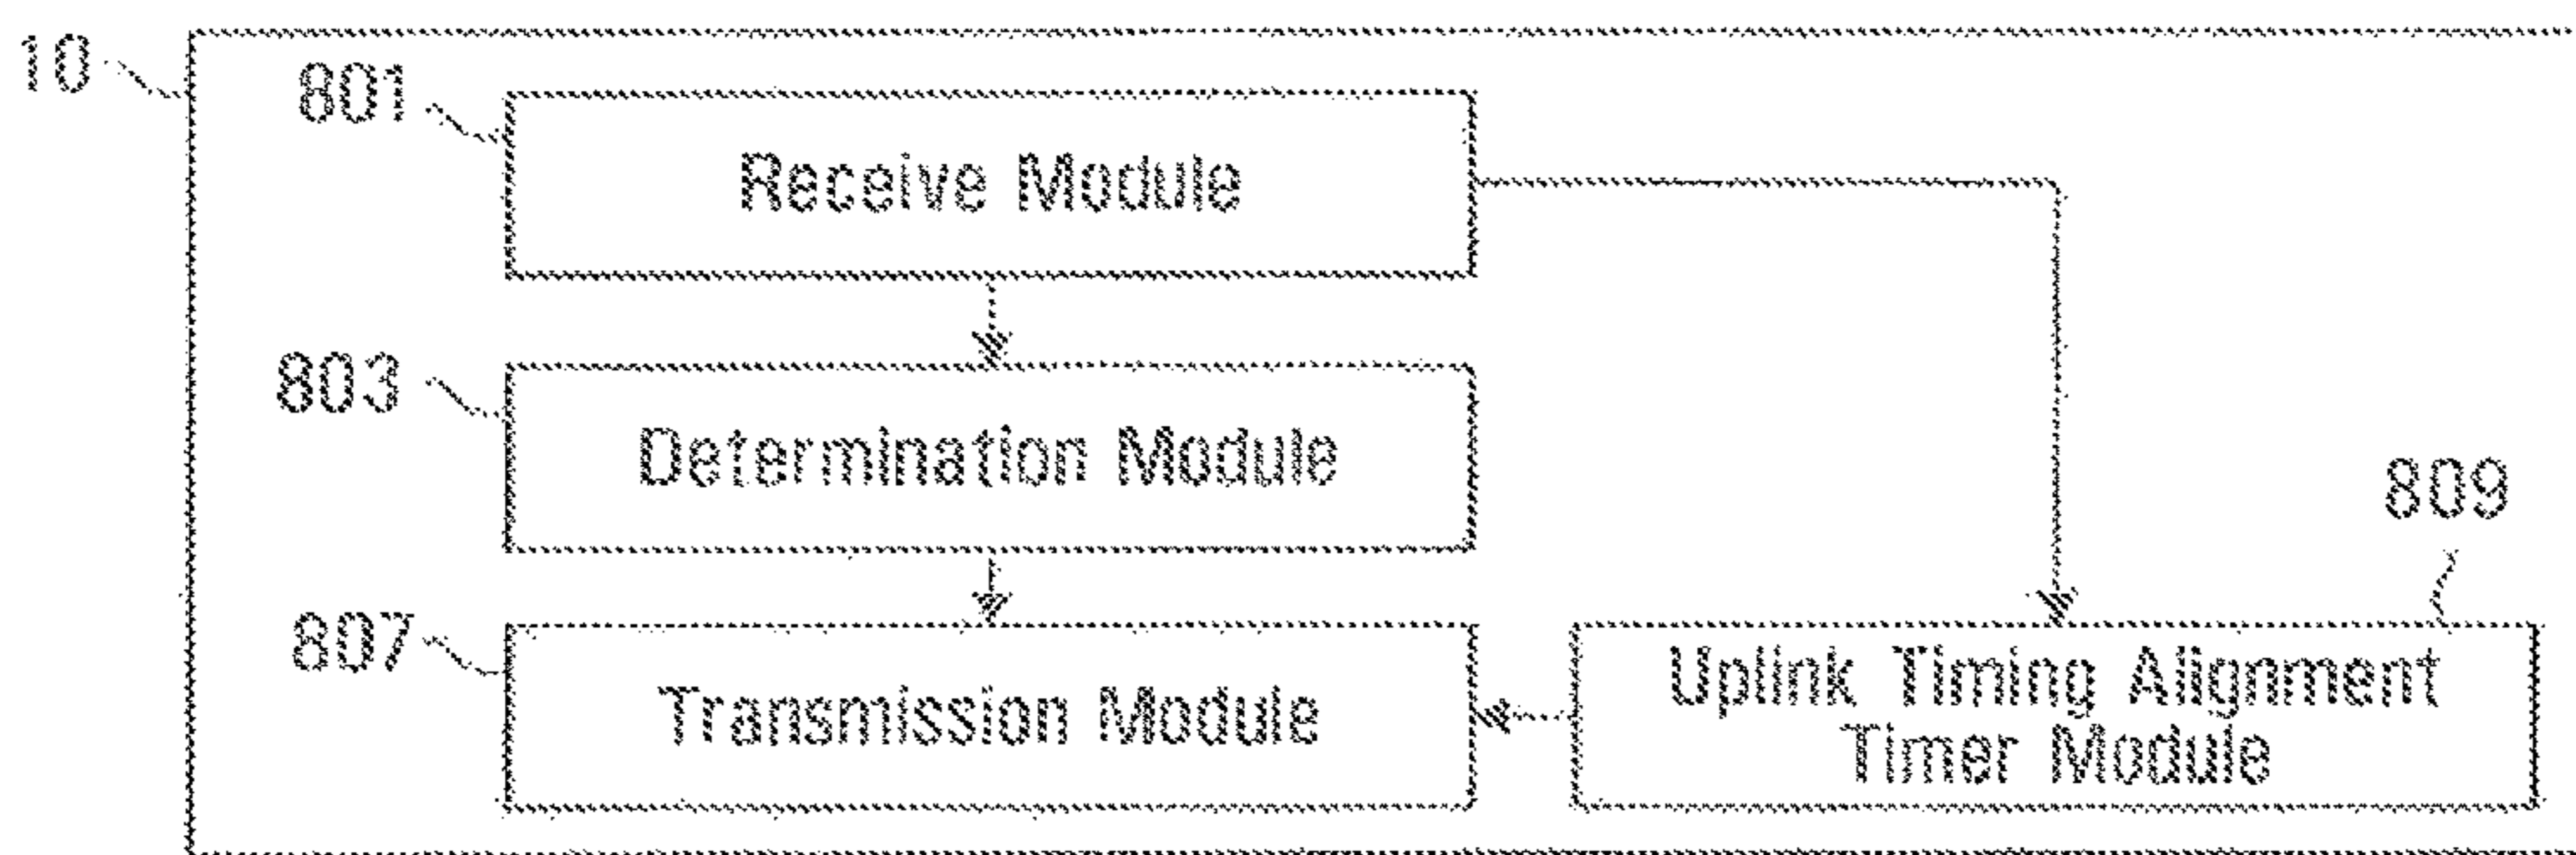 10
801
Receive Module
803
Determination Module
809
807
Transmission Module
Uplink Timing Alignment
Timer Module